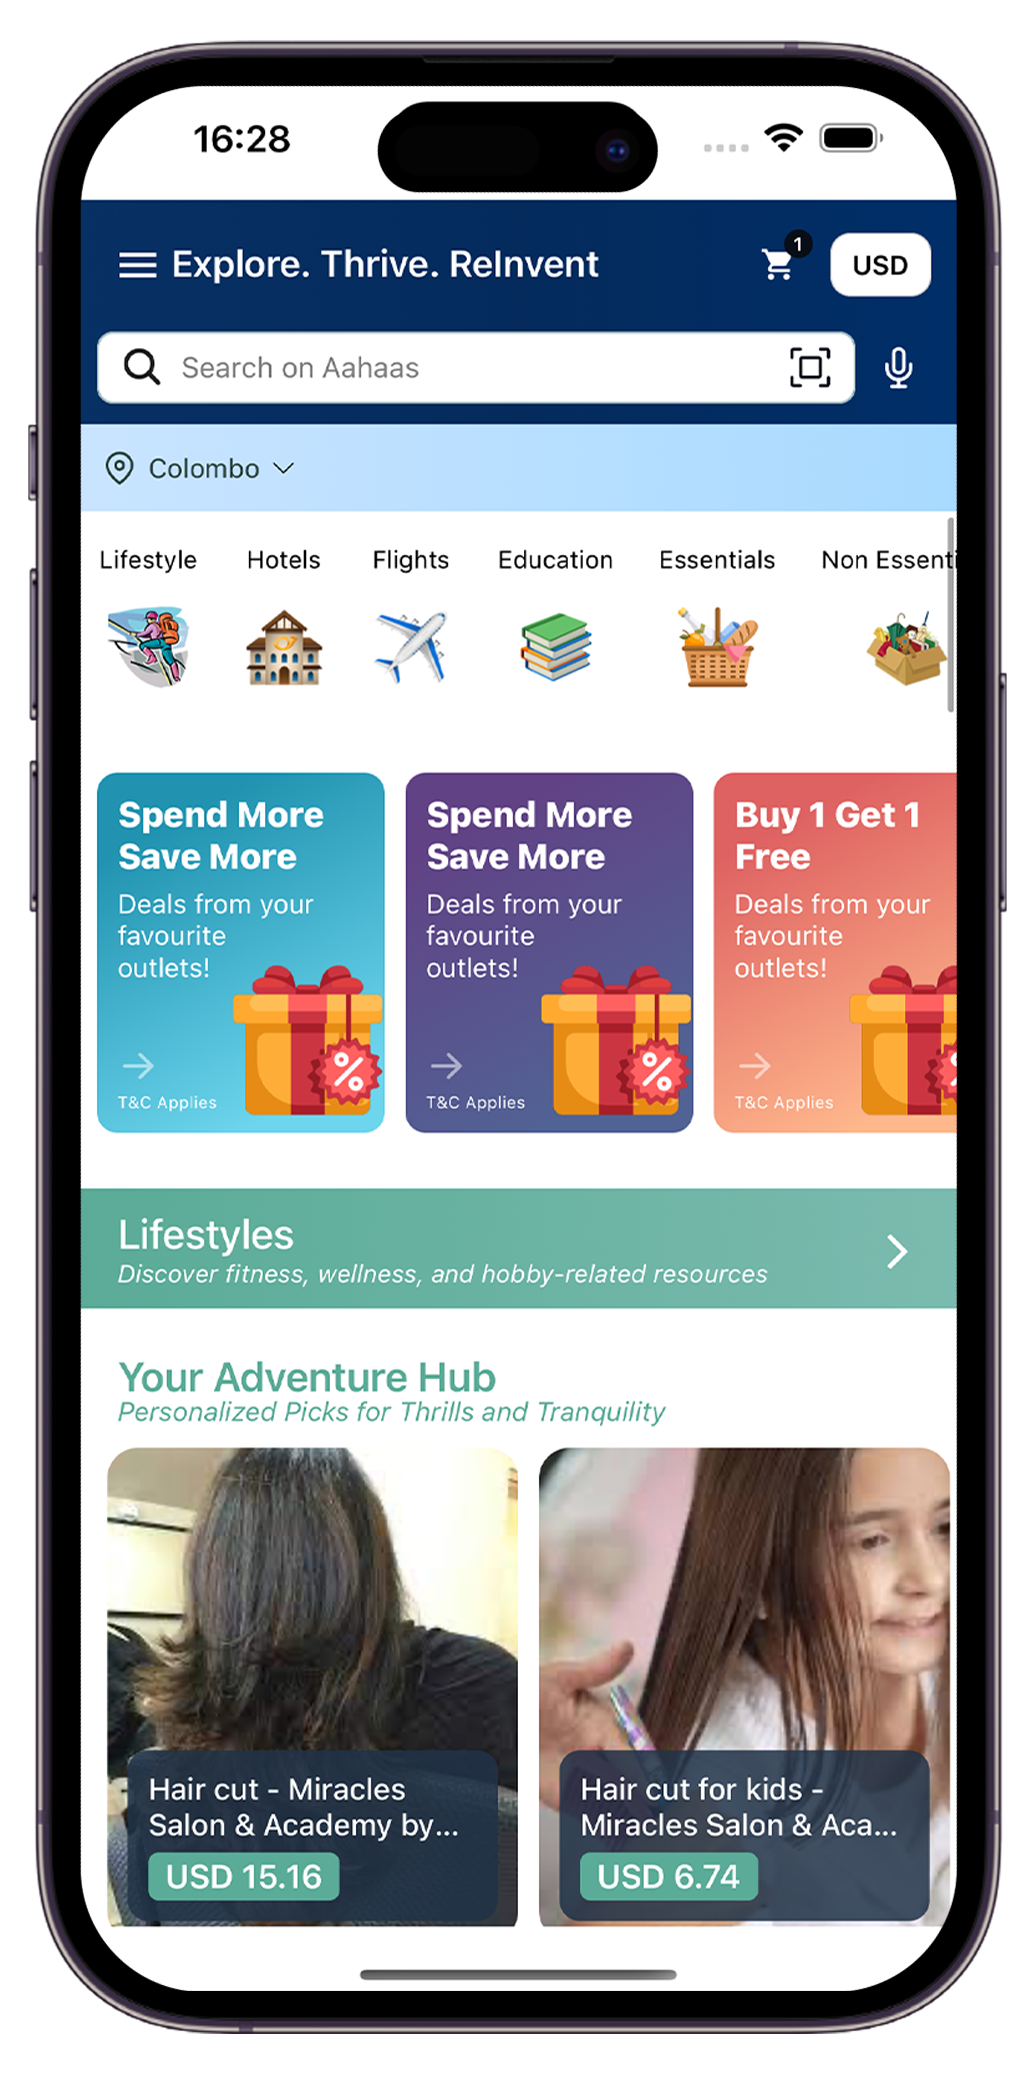 16:28
Explore. Thrive. ReInvent
1
USD
Search on Aahaas
Colombo
Lifestyle Hotels Flights Education Essentials Non Essenti
Spend More
Save More
Deals from your
favourite
outlets!
T&C Applies
Spend More
Save More
Deals from your
favourite
outlets!
T&C Applies
Buy 1 Get 1
Free
Deals from your
favourite
outlets!
T&C Applies
%
%
%
Lifestyles
Discover fitness, wellness, and hobby-related resources
Your Adventure Hub
Personalized Picks for Thrills and Tranquility
Hair cut - Miracles
Salon & Academy by...
USD 15.16
Hair cut for kids -
Miracles Salon & Aca...
USD 6.74